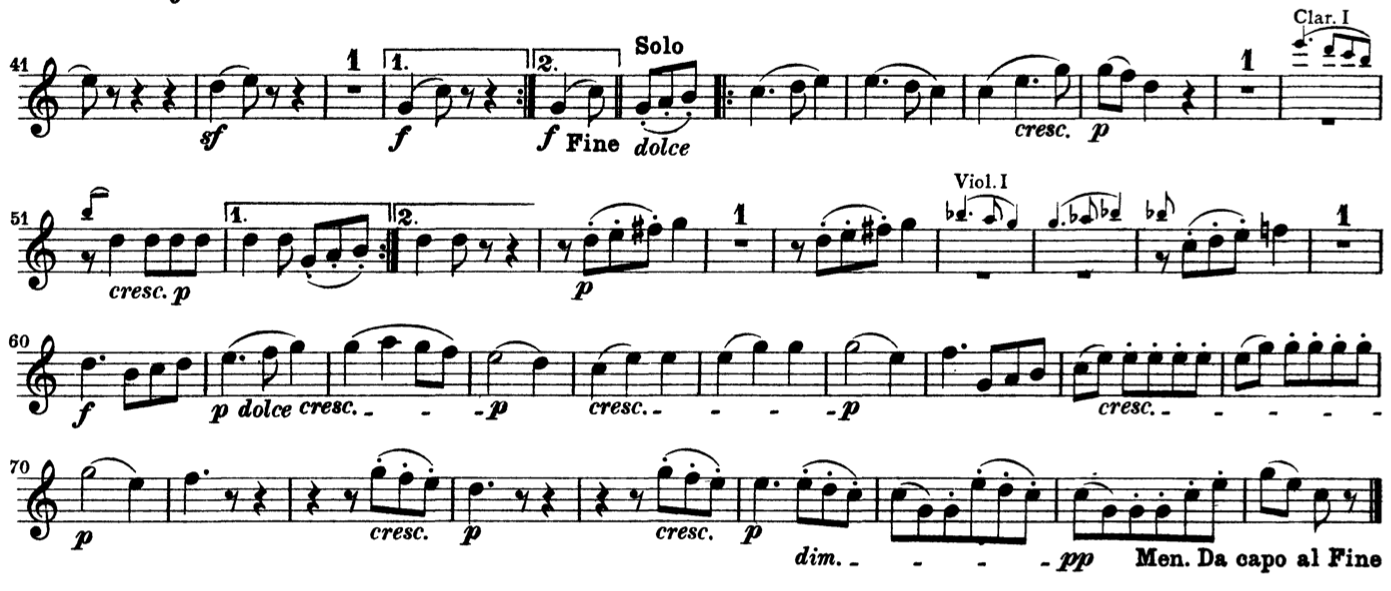 Clar. I
41 1 1. 2. Solo 1
sf f f Fine dolce cresc. p
Viol. I
51 1. 2. 1 1
cresc. p p
60
f p dolce cresc. p cresc. p cresc.
70
p cresc. p cresc. p
dim. pp Men. Da capo al Fine